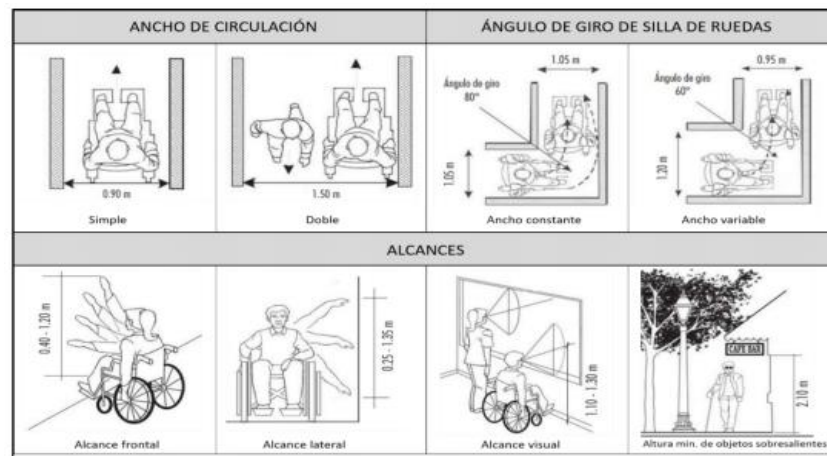 ANCHO DE CIRCULACIÓN
ÁNGULO DE GIRO DE SILLA DE RUEDAS
0.90 m
Simple
1.50 m
Doble
1.05 m
Ángulo de giro
80°
1.05 m
Ancho constante
0.95 m
Ángulo de giro
60°
1.20 m
Ancho variable
ALCANCES
0.40 - 1.20 m
Alcance frontal
0.25 - 1.35 m
Alcance lateral
1.10 - 1.30 m
Alcance visual
CAFE BAR
2.10 m
Altura min. de objetos sobresalientes